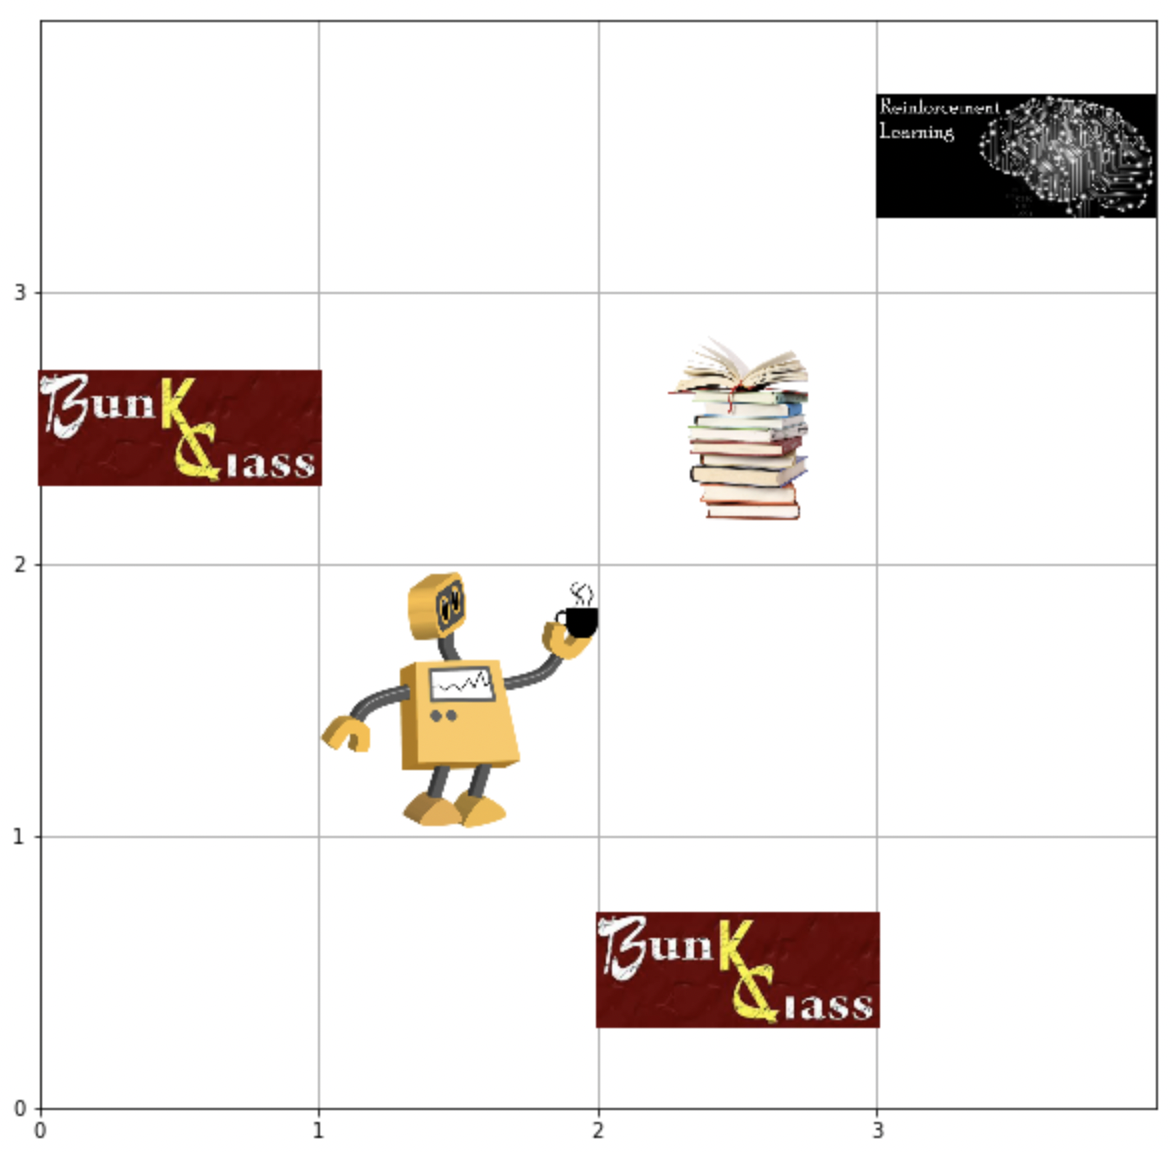 Reinforcement
Learning
3
BunK
Class
2
1
BunK
Class
0
0 1 2 3